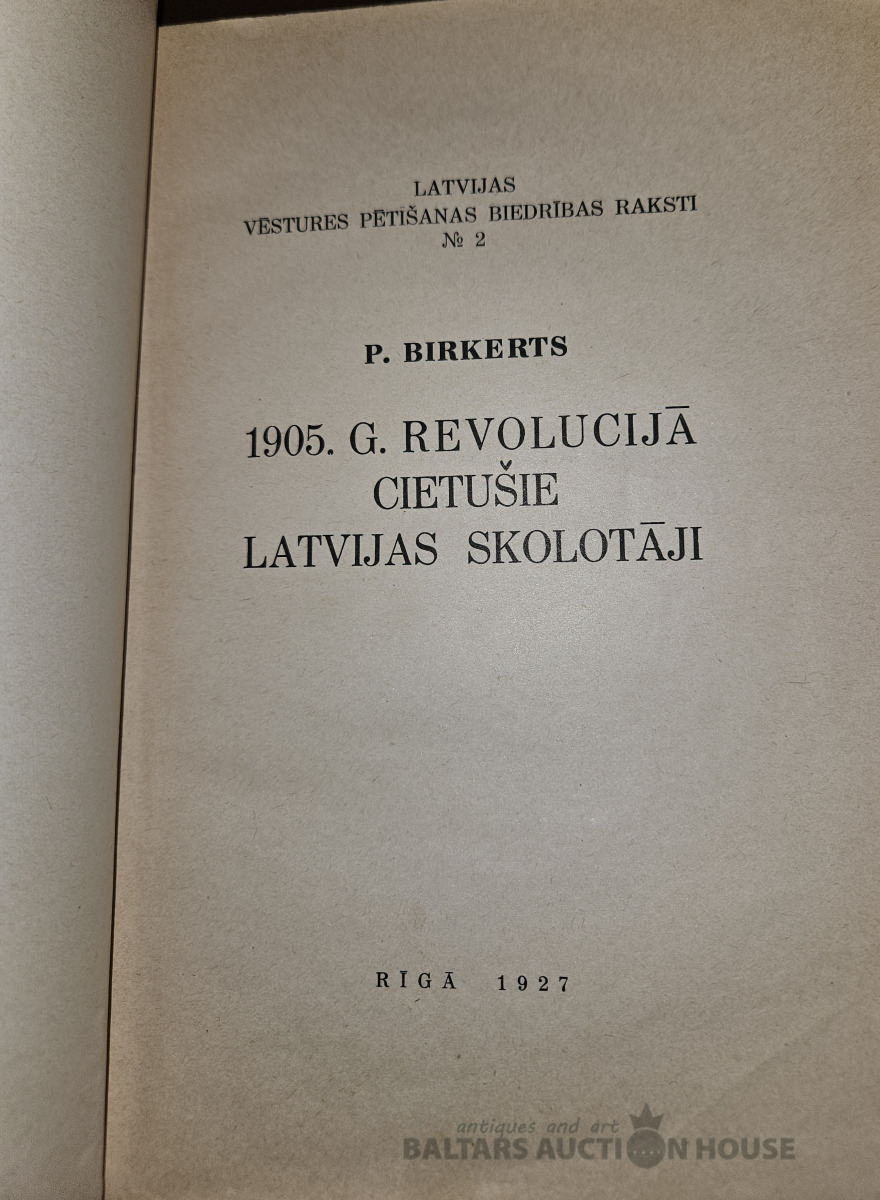 LATVIJAS
VĒSTURES PĒTĪŠANAS BIEDRĪBAS RAKSTI
№ 2
P. BIRKERTS
1905. G. REVOLUCIJĀ
CIETUŠIE
LATVIJAS SKOLOTĀJI
RĪGĀ 1927
antiques and art
BALTARS AUCTION HOUSE